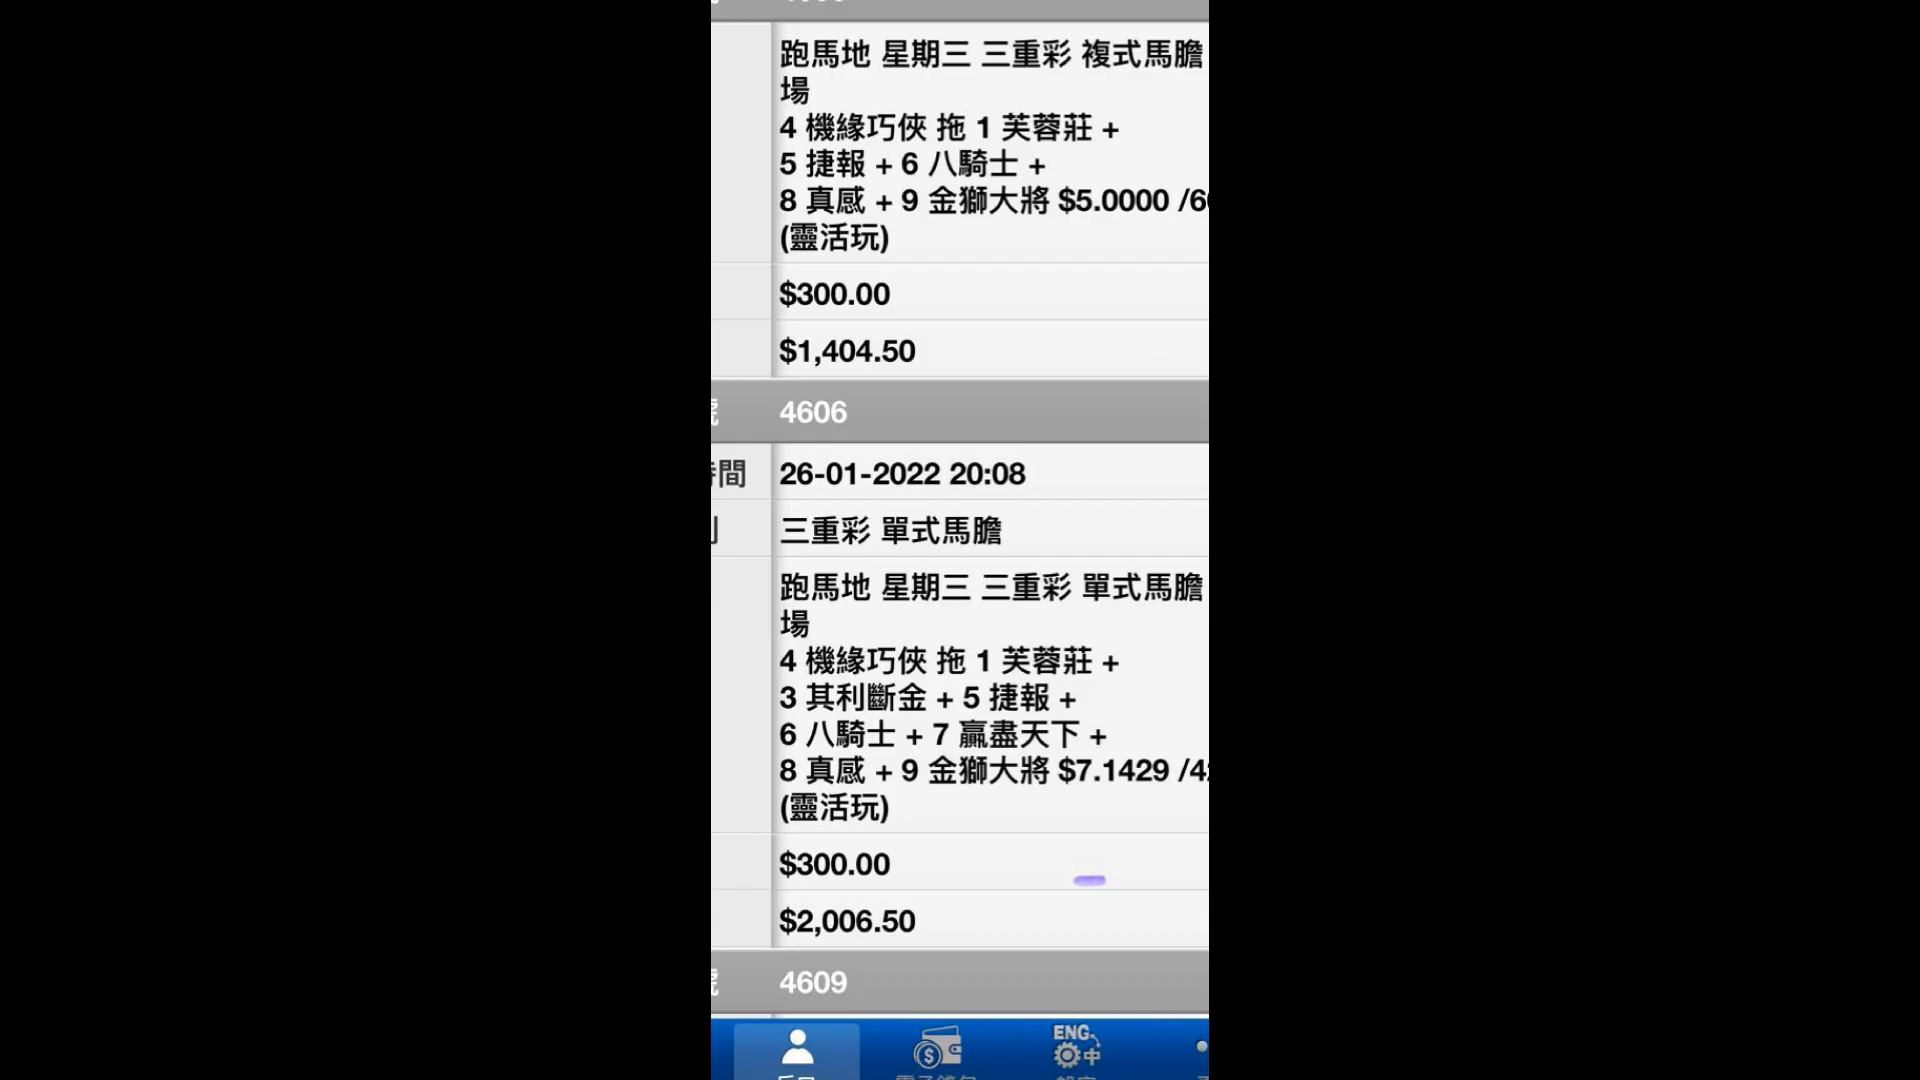 跑馬地 星期三 三重彩 複式馬膽
場
4 機緣巧俠 拖 1 芙蓉莊 +
5 捷報 + 6 八騎士 +
8 真感 + 9 金獅大將 $5.0000 /6
(靈活玩)
$300.00
$1,404.50
4606
間 26-01-2022 20:08
三重彩 單式馬膽
跑馬地 星期三 三重彩 單式馬膽
場
4 機緣巧俠 拖 1 芙蓉莊 +
3 其利斷金 + 5 捷報 +
6 八騎士 + 7 贏盡天下 +
8 真感 + 9 金獅大將 $7.1429 /4
(靈活玩)
$300.00
$2,006.50
4609
ENG
中